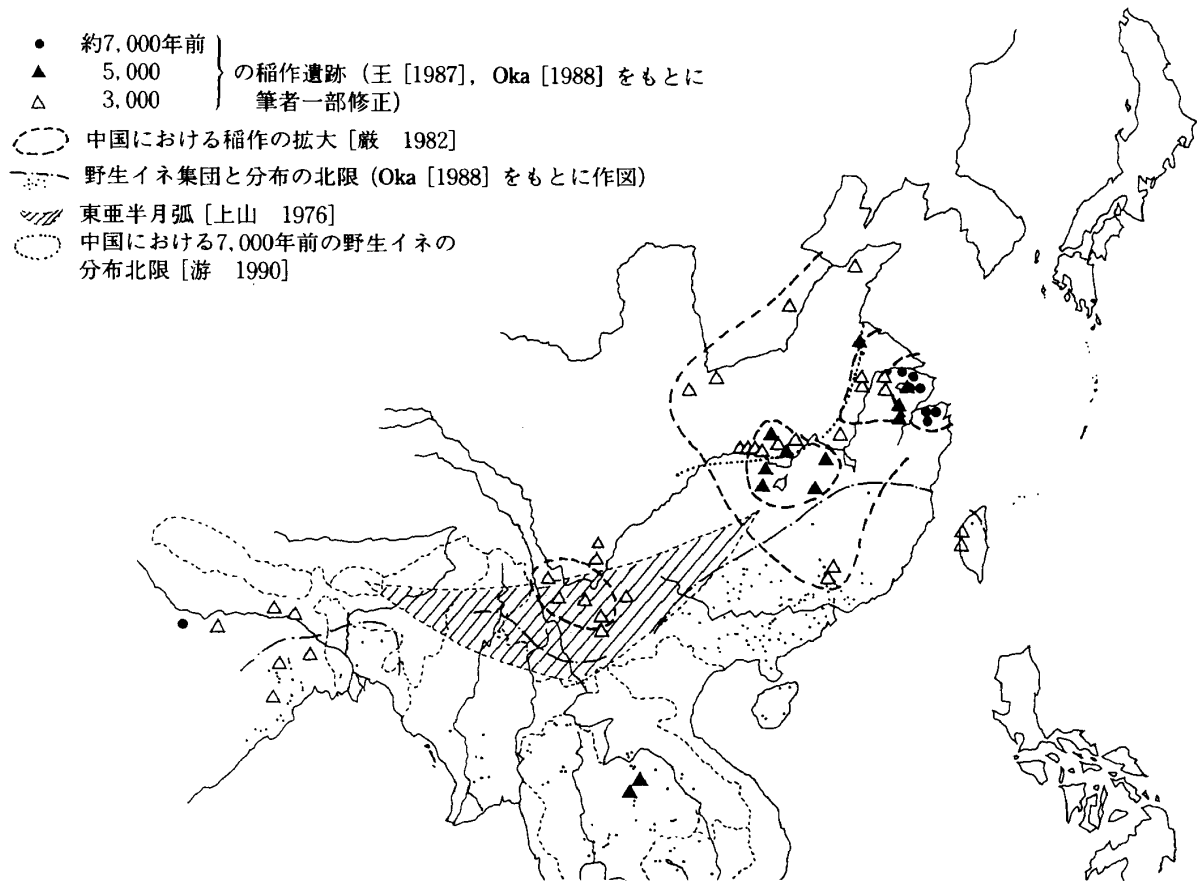 ● 約7,000年前
▲ 5,000 の稲作遺跡(王 [1987], Oka [1988] をもとに
△ 3,000 筆者一部修正)
中国における稲作の拡大 [厳 1982]
野生イネ集団と分布の北限 (Oka [1988] をもとに作図)
東亜半月弧 [上山 1976]
中国における7,000年前の野生イネの
分布北限 [游 1990]